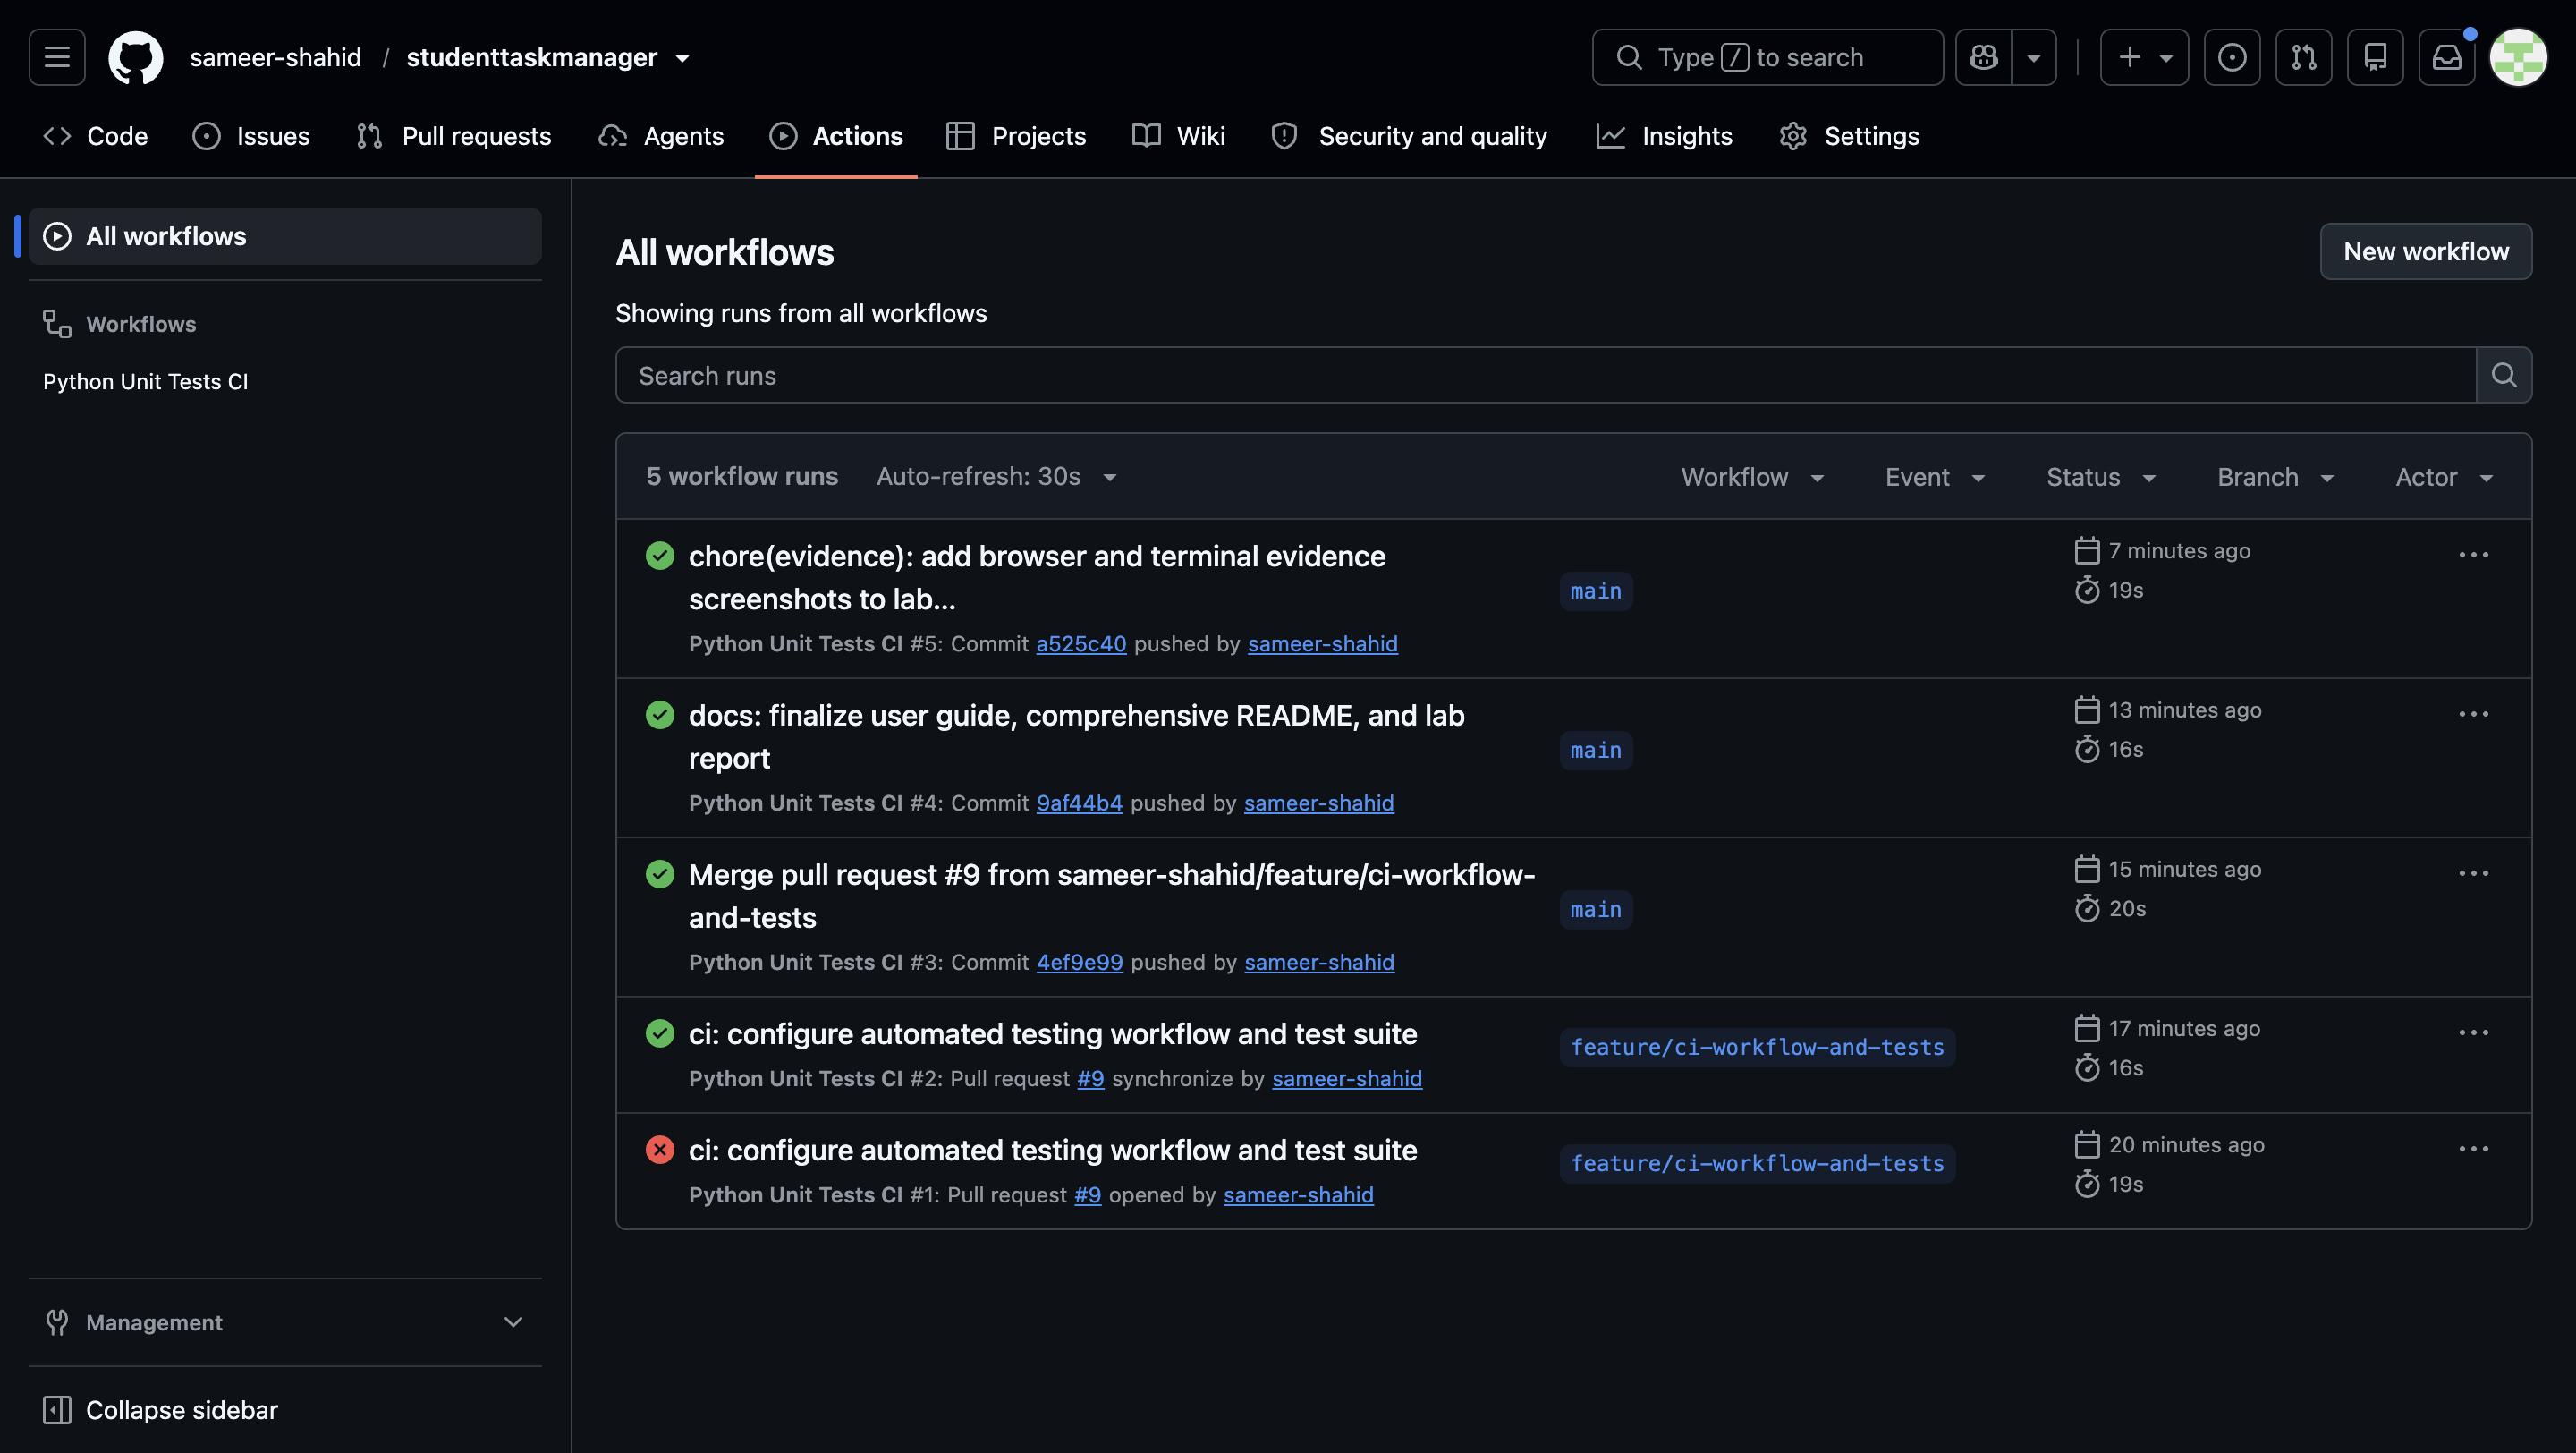 sameer-shahid / studenttaskmanager
Type / to search
Code
Issues
Pull requests
Agents
Actions
Projects
Wiki
Security and quality
Insights
Settings
All workflows
Workflows
Python Unit Tests CI
Management
Collapse sidebar
All workflows
New workflow
Showing runs from all workflows
Search runs
5 workflow runs
Auto-refresh: 30s
Workflow
Event
Status
Branch
Actor
chore(evidence): add browser and terminal evidence
screenshots to lab...
Python Unit Tests CI #5: Commit a525c40 pushed by sameer-shahid
main
7 minutes ago
19s
docs: finalize user guide, comprehensive README, and lab
report
Python Unit Tests CI #4: Commit 9af44b4 pushed by sameer-shahid
main
13 minutes ago
16s
Merge pull request #9 from sameer-shahid/feature/ci-workflow-
and-tests
Python Unit Tests CI #3: Commit 4ef9e99 pushed by sameer-shahid
main
15 minutes ago
20s
ci: configure automated testing workflow and test suite
Python Unit Tests CI #2: Pull request #9 synchronize by sameer-shahid
feature/ci-workflow-and-tests
17 minutes ago
16s
ci: configure automated testing workflow and test suite
Python Unit Tests CI #1: Pull request #9 opened by sameer-shahid
feature/ci-workflow-and-tests
20 minutes ago
19s